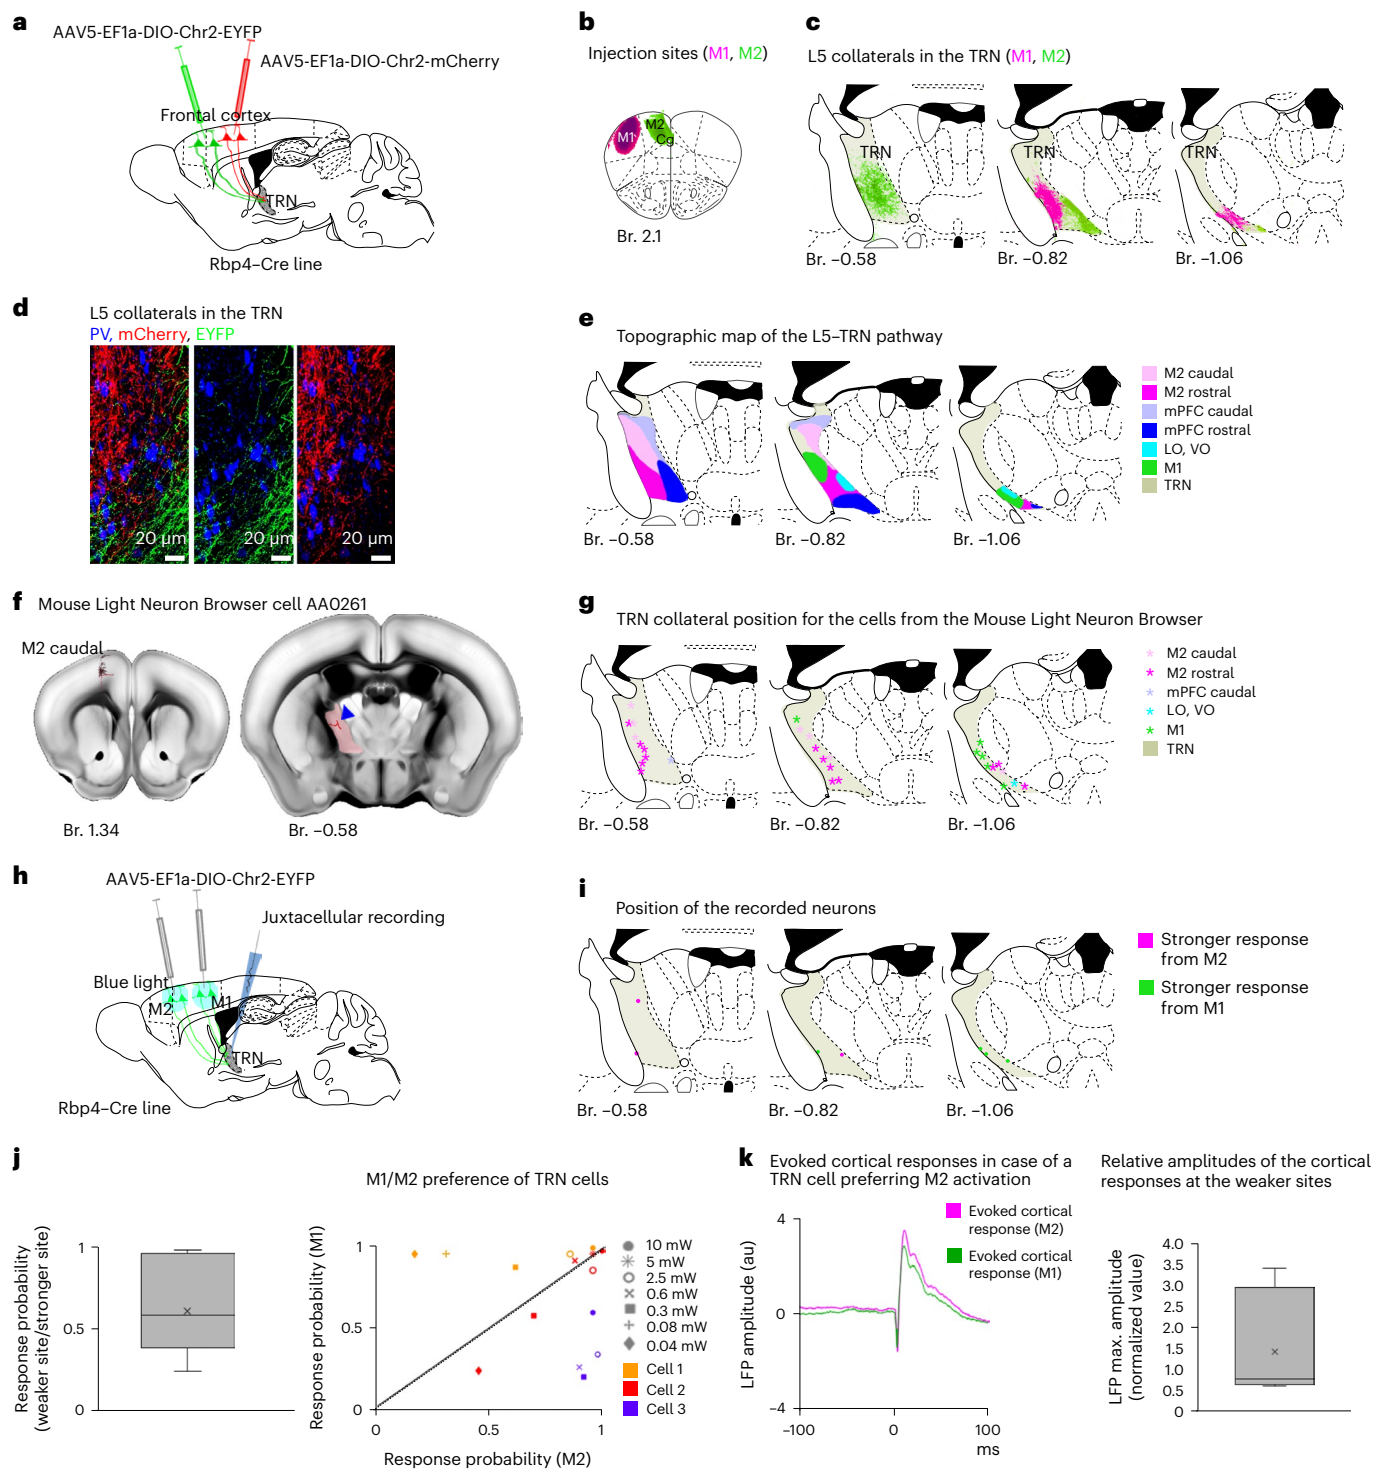 a
AAV5-EF1a-DIO-Chr2-EYFP
AAV5-EF1a-DIO-Chr2-mCherry
Frontal cortex
TRN
Rbp4–Cre line
b
Injection sites (M1, M2)
M1
M2
Cg
Br. 2.1
c
L5 collaterals in the TRN (M1, M2)
TRN
TRN
TRN
Br. –0.58
Br. –0.82
Br. –1.06
d
L5 collaterals in the TRN
PV, mCherry, EYFP
20 µm
20 µm
20 µm
e
Topographic map of the L5–TRN pathway
M2 caudal
M2 rostral
mPFC caudal
mPFC rostral
LO, VO
M1
TRN
Br. –0.58
Br. –0.82
Br. –1.06
f
Mouse Light Neuron Browser cell AA0261
M2 caudal
Br. 1.34
Br. –0.58
g
TRN collateral position for the cells from the Mouse Light Neuron Browser
M2 caudal
M2 rostral
mPFC caudal
LO, VO
M1
TRN
Br. –0.58
Br. –0.82
Br. –1.06
h
AAV5-EF1a-DIO-Chr2-EYFP
Juxtacellular recording
Blue light
M2
M1
TRN
Rbp4–Cre line
i
Position of the recorded neurons
Stronger response
from M2
Stronger response
from M1
Br. –0.58
Br. –0.82
Br. –1.06
j
Response probability
(weaker site/stronger site)
1
0.5
0
M1/M2 preference of TRN cells
Response probability (M1)
1
0.5
0
0
0.5
1
Response probability (M2)
10 mW
5 mW
2.5 mW
0.6 mW
0.3 mW
0.08 mW
0.04 mW
Cell 1
Cell 2
Cell 3
k
Evoked cortical responses in case of a
TRN cell preferring M2 activation
Evoked cortical
response (M2)
Evoked cortical
response (M1)
LFP amplitude (au)
4
0
–4
–100
0
100
ms
Relative amplitudes of the cortical
responses at the weaker sites
LFP max. amplitude
(normalized value)
4.0
3.5
3.0
2.5
2.0
1.5
1.0
0.5
0